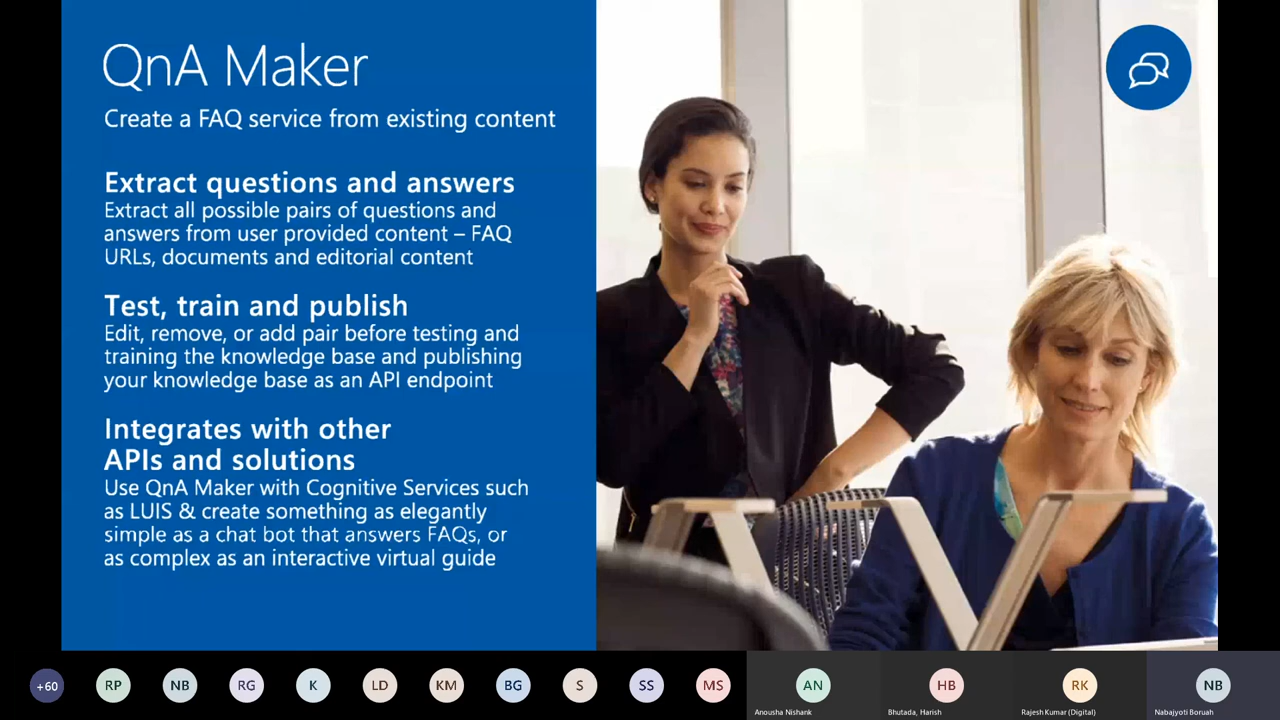 QnA Maker
Create a FAQ service from existing content
Extract questions and answers
Extract all possible pairs of questions and
answers from user provided content – FAQ
URLs, documents and editorial content
Test, train and publish
Edit, remove, or add pair before testing and
training the knowledge base and publishing
your knowledge base as an API endpoint
Integrates with other
APIs and solutions
Use QnA Maker with Cognitive Services such
as LUIS & create something as elegantly
simple as a chat bot that answers FAQs, or
as complex as an interactive virtual guide
+60 RP NB RG K LD KM BG S SS MS AN HB RK NB
Anousha Nishank Bhutada, Harish Rajesh Kumar (Digital) Nabajyoti Boruah